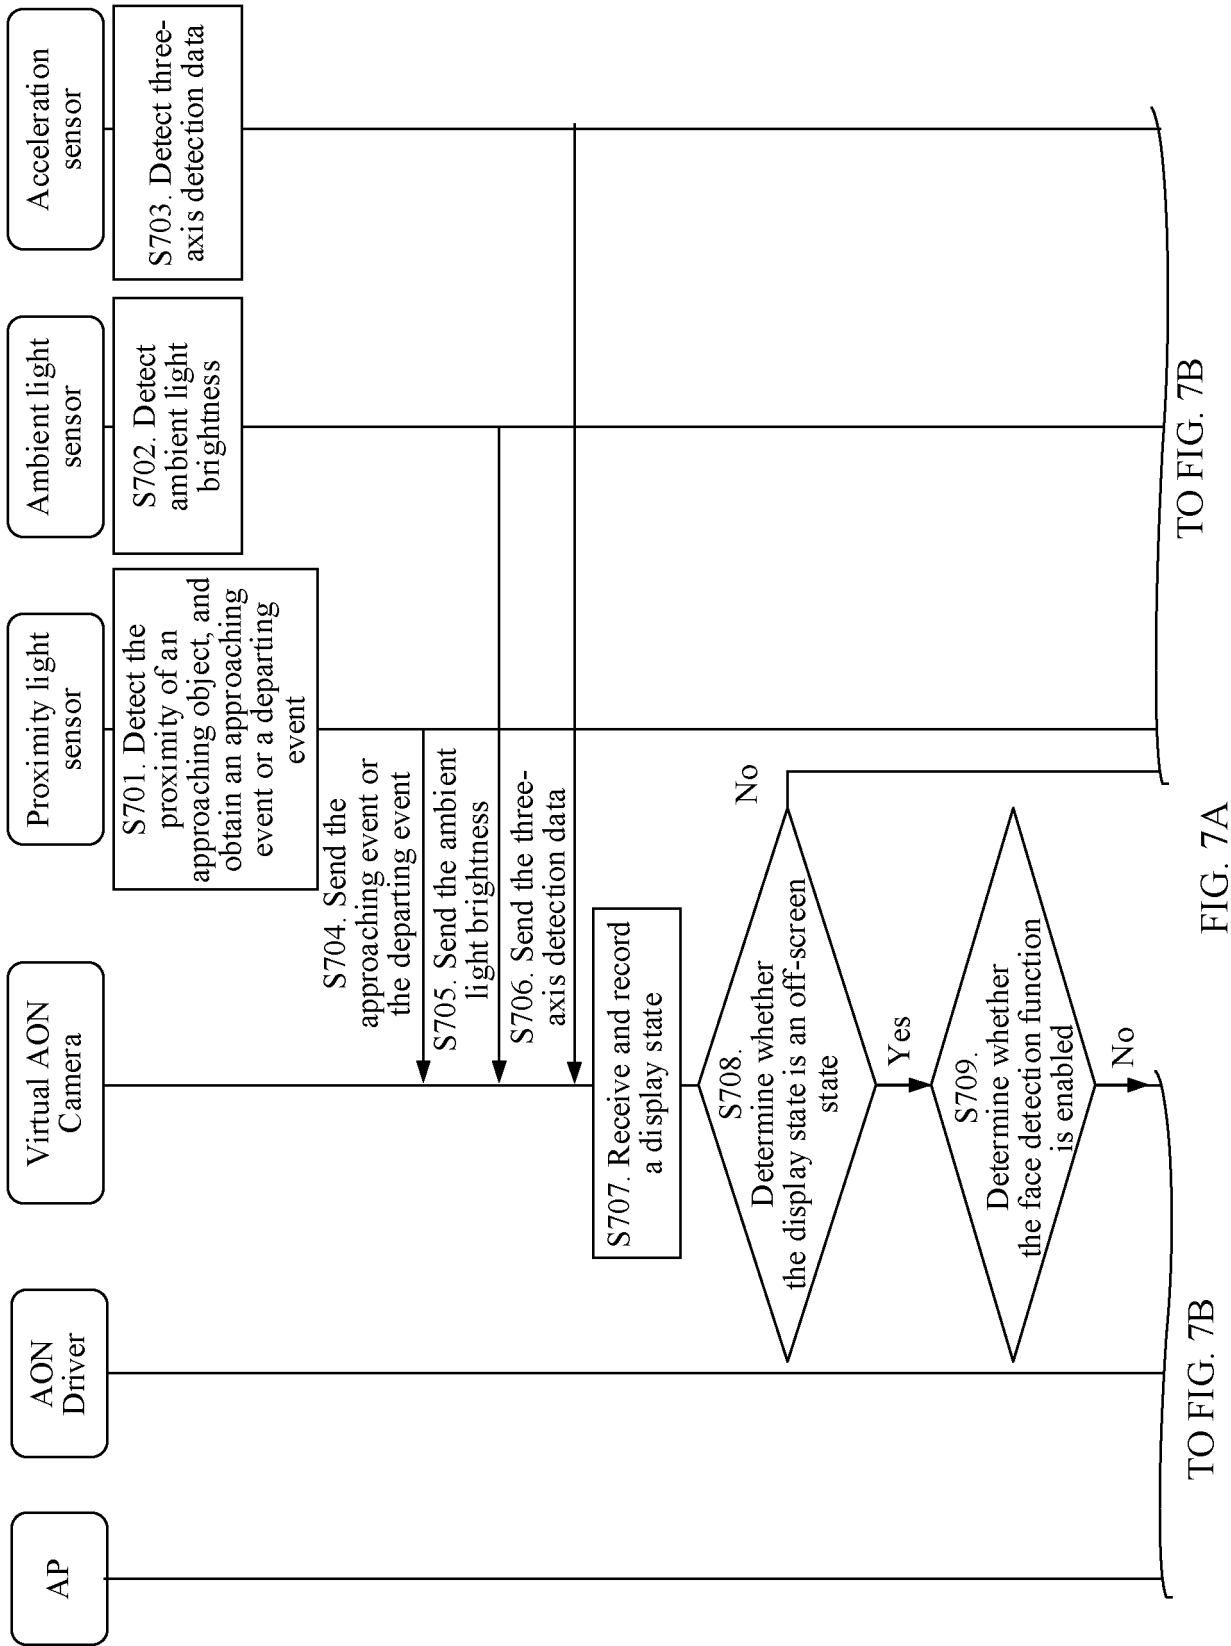 AP
AON
Driver
Virtual AON
Camera
Proximity light
sensor
Ambient light
sensor
Acceleration
sensor
S701. Detect the
proximity of an
approaching object, and
obtain an approaching
event or a departing
event
S702. Detect
ambient light
brightness
S703. Detect three-
axis detection data
S704. Send the
approaching event or
the departing event
S705. Send the ambient
light brightness
S706. Send the three-
axis detection data
S707. Receive and record
a display state
S708.
Determine whether
the display state is an off-screen
state
No
Yes
S709.
Determine whether
the face detection function
is enabled
No
TO FIG. 7B
TO FIG. 7B
FIG. 7A